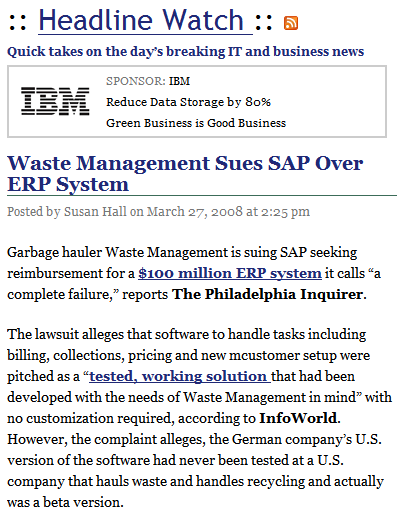 :: Headline Watch ::
Quick takes on the day's breaking IT and business news
IBM
SPONSOR: IBM
Reduce Data Storage by 80%
Green Business is Good Business
Waste Management Sues SAP Over
ERP System
Posted by Susan Hall on March 27, 2008 at 2:25 pm
Garbage hauler Waste Management is suing SAP seeking
reimbursement for a $100 million ERP system it calls “a
complete failure,” reports The Philadelphia Inquirer.
The lawsuit alleges that software to handle tasks including
billing, collections, pricing and new mcustomer setup were
pitched as a “tested, working solution that had been
developed with the needs of Waste Management in mind” with
no customization required, according to InfoWorld.
However, the complaint alleges, the German company’s U.S.
version of the software had never been tested at a U.S.
company that hauls waste and handles recycling and actually
was a beta version.